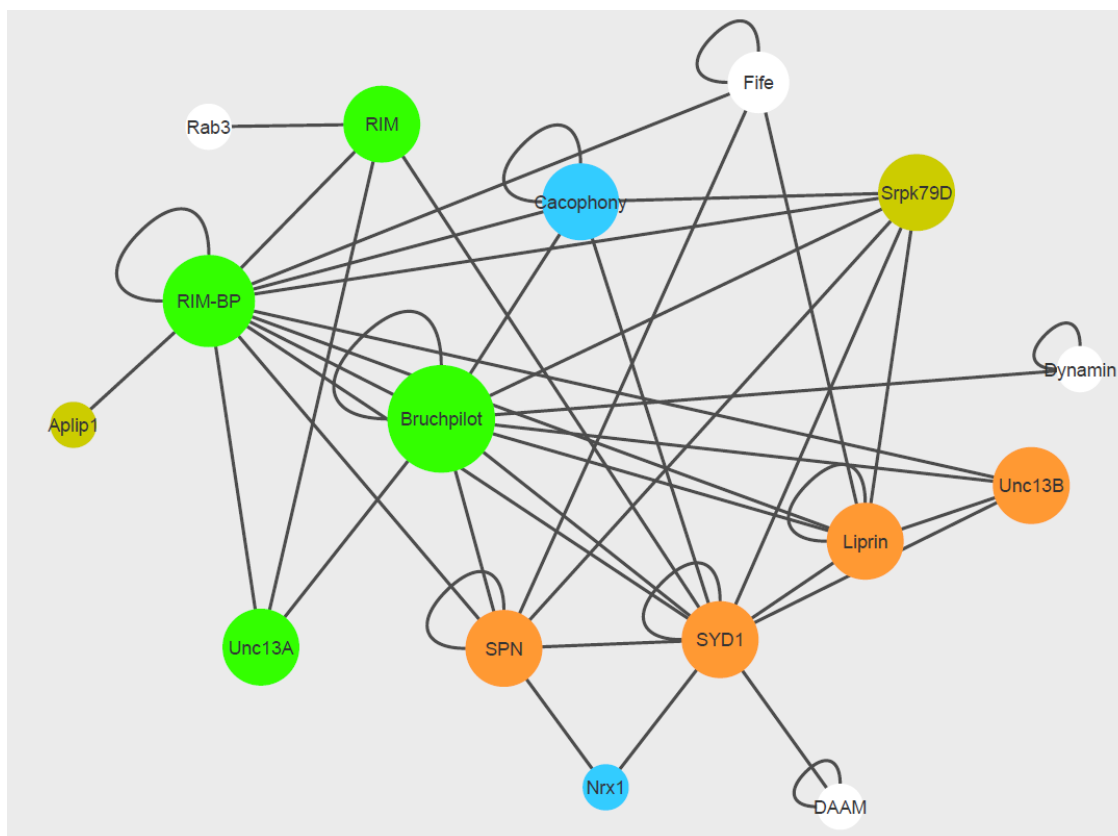 Fife
Rab3
RIM
Cacophony
Srpk79D
RIM-BP
Dynamin
Aplip1
Bruchpilot
Unc13B
Liprin
Unc13A
SPN
SYD1
Nrx1
DAAM